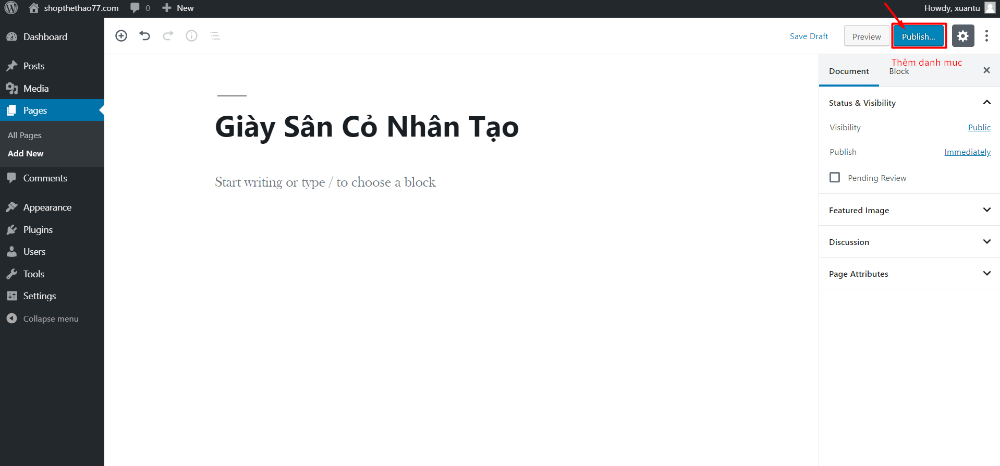 shopthethao77.com 0 New Howdy, xuantu
Dashboard
Posts
Media
Pages
All Pages
Add New
Comments
Appearance
Plugins
Users
Tools
Settings
Collapse menu
Save Draft Preview Publish...
Thêm danh muc
Giày Sân Cỏ Nhân Tạo
Start writing or type / to choose a block
Document Block
Status & Visibility
Visibility Public
Publish Immediately
Pending Review
Featured Image
Discussion
Page Attributes